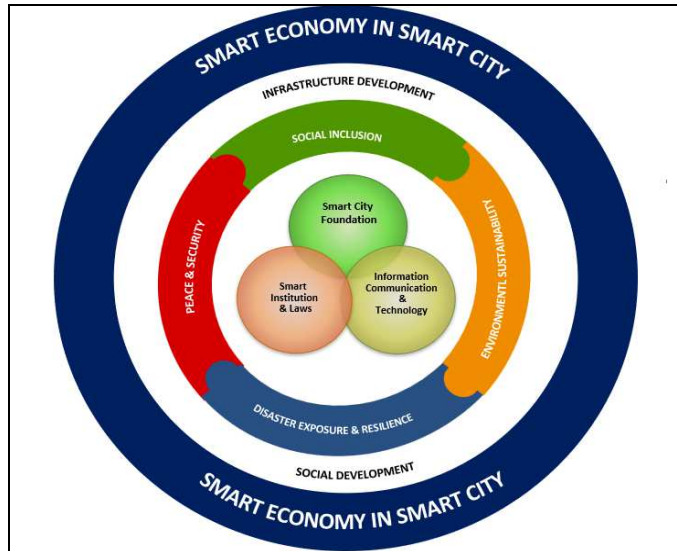 SMART ECONOMY IN SMART CITY
INFRASTRUCTURE DEVELOPMENT
SOCIAL INCLUSION
PEACE & SECURITY
ENVIRONMENTL SUSTAINABILITY
Smart City
Foundation
Smart
Institution
& Laws
Information
Communication
&
Technology
DISASTER EXPOSURE & RESILIENCE
SOCIAL DEVELOPMENT
SMART ECONOMY IN SMART CITY